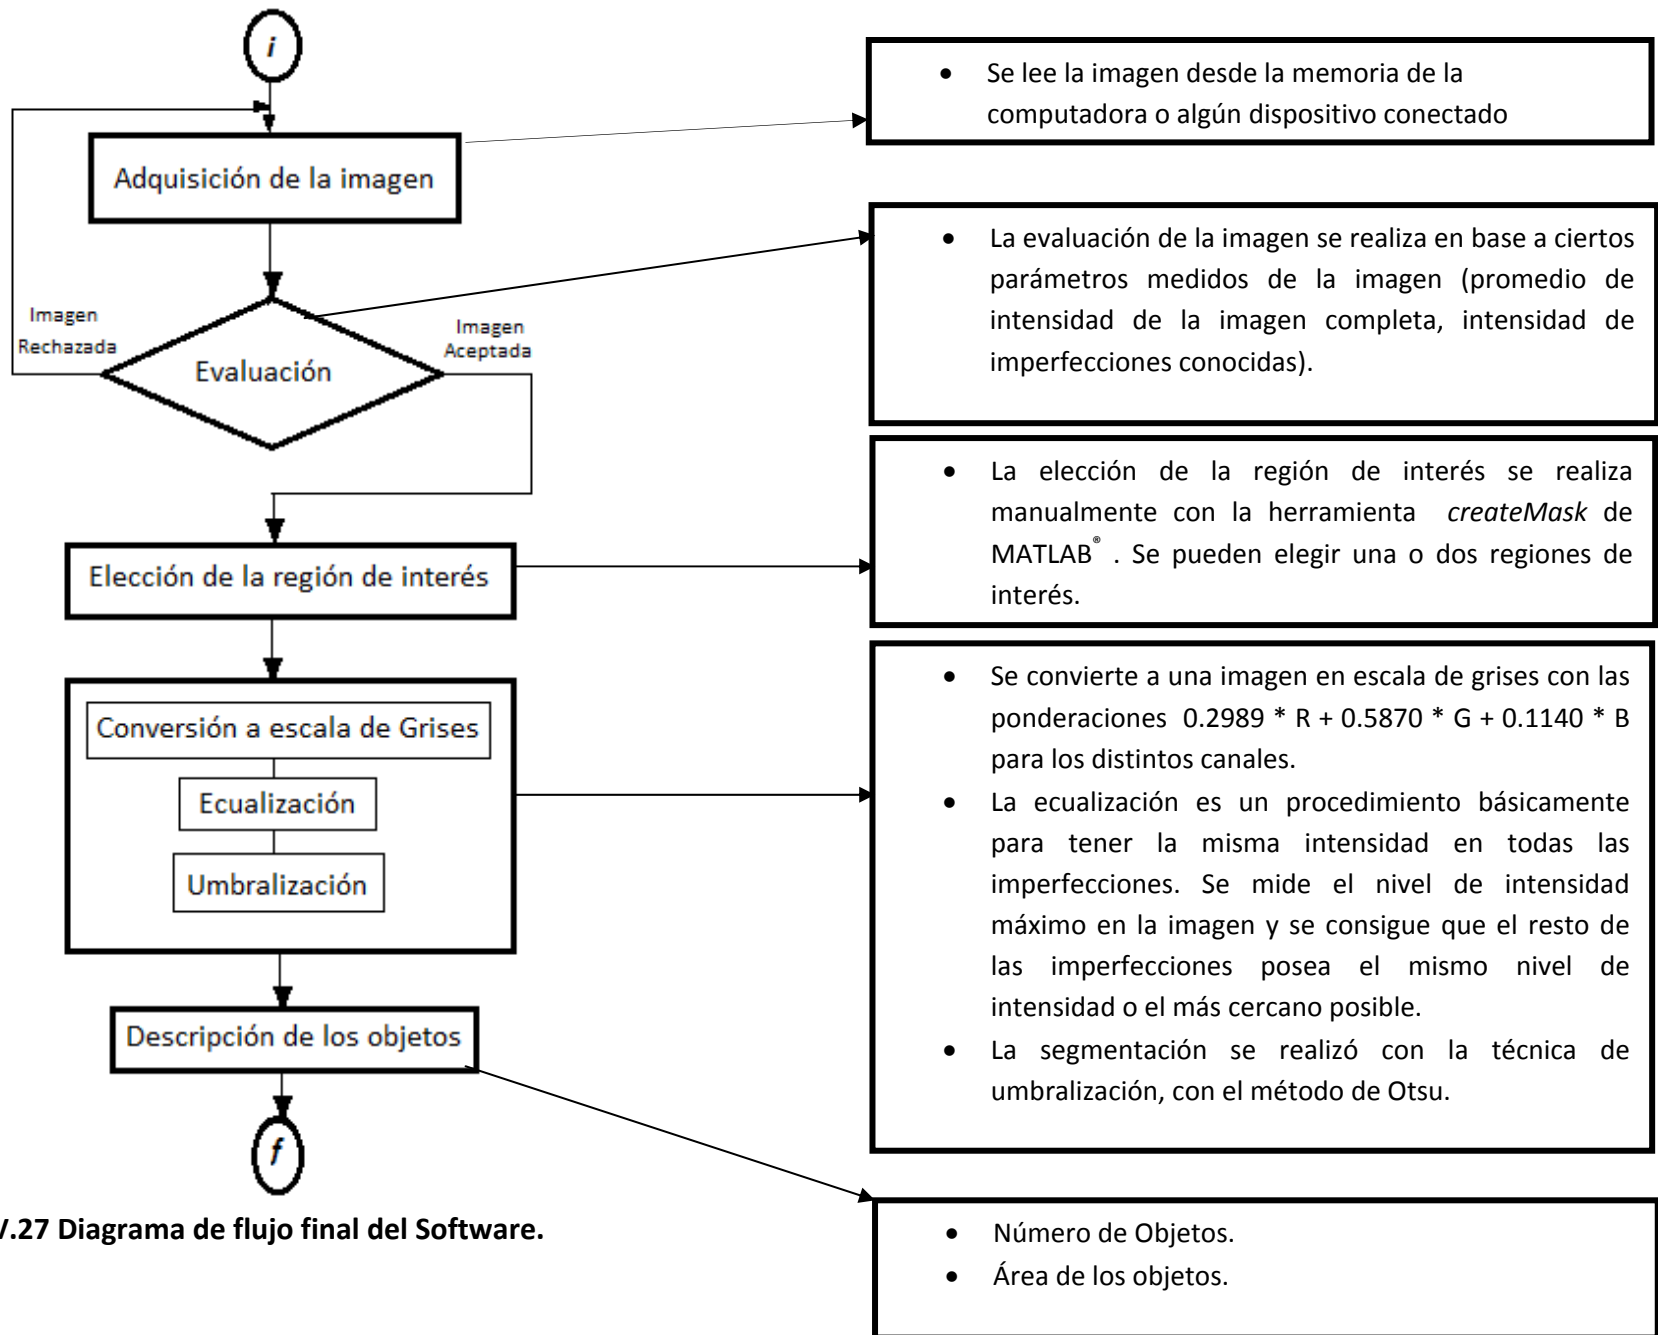 i
Adquisición de la imagen
Imagen
Rechazada
Imagen
Aceptada
Evaluación
Elección de la región de interés
Conversión a escala de Grises
Ecualización
Umbralización
Descripción de los objetos
f
V.27 Diagrama de flujo final del Software.
• Se lee la imagen desde la memoria de la
computadora o algún dispositivo conectado
• La evaluación de la imagen se realiza en base a ciertos
parámetros medidos de la imagen (promedio de
intensidad de la imagen completa, intensidad de
imperfecciones conocidas).
• La elección de la región de interés se realiza
manualmente con la herramienta createMask de
MATLAB® . Se pueden elegir una o dos regiones de
interés.
• Se convierte a una imagen en escala de grises con las
ponderaciones 0.2989 * R + 0.5870 * G + 0.1140 * B
para los distintos canales.
• La ecualización es un procedimiento básicamente
para tener la misma intensidad en todas las
imperfecciones. Se mide el nivel de intensidad
máximo en la imagen y se consigue que el resto de
las imperfecciones posea el mismo nivel de
intensidad o el más cercano posible.
• La segmentación se realizó con la técnica de
umbralización, con el método de Otsu.
• Número de Objetos.
• Área de los objetos.